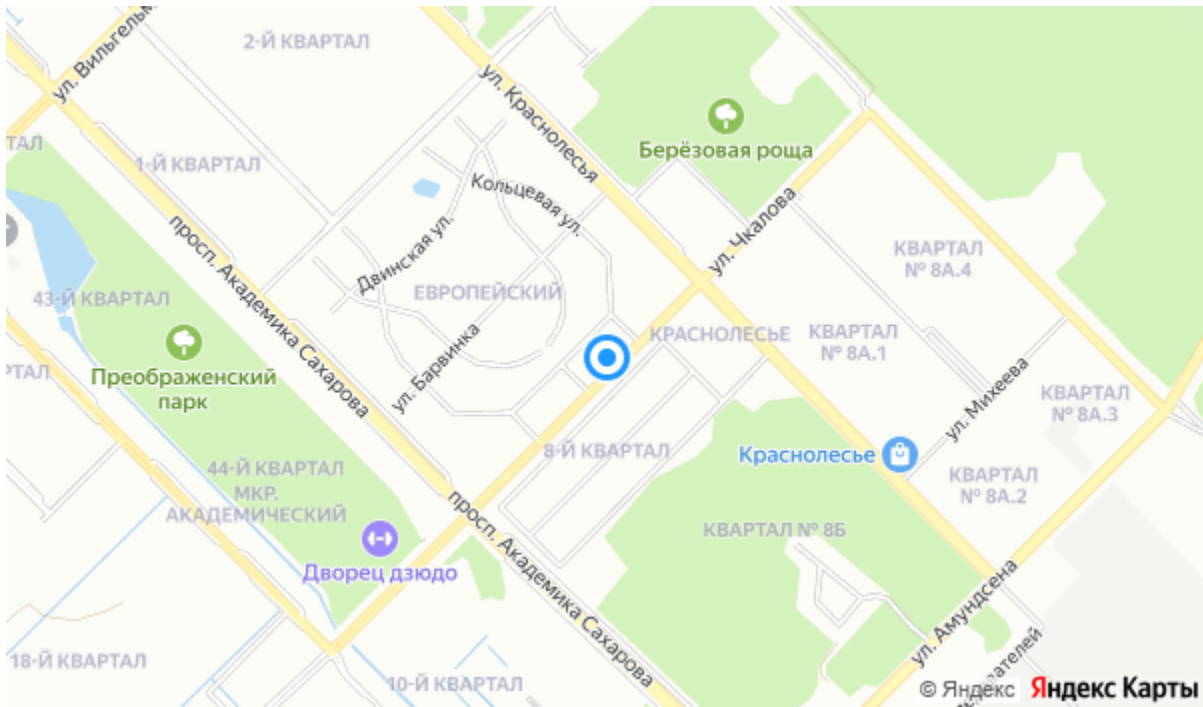 2-Й КВАРТАЛ
ул. Вильгельм
ул. Краснолесья
Берёзовая роща
ТАЛ
1-Й КВАРТАЛ
Кольцевая ул.
ул. Чкалова
Двинская ул.
просп. Академика Сахарова
КВАРТАЛ
№ 8А.4
43-Й КВАРТАЛ
ЕВРОПЕЙСКИЙ
КРАСНОЛЕСЬЕ
КВАРТАЛ
№ 8А.1
ТАЛ
Преображенский
парк
ул. Барвинка
ул. Михеева
КВАРТАЛ
№ 8А.3
8-Й КВАРТАЛ
Краснолесье
44-Й КВАРТАЛ
МКР.
АКАДЕМИЧЕСКИЙ
КВАРТАЛ
№ 8А.2
КВАРТАЛ № 8Б
просп. Академика Сахарова
Дворец дзюдо
ул. Амундсена
18-Й КВАРТАЛ
10-Й КВАРТАЛ
© Яндекс Яндекс Карты